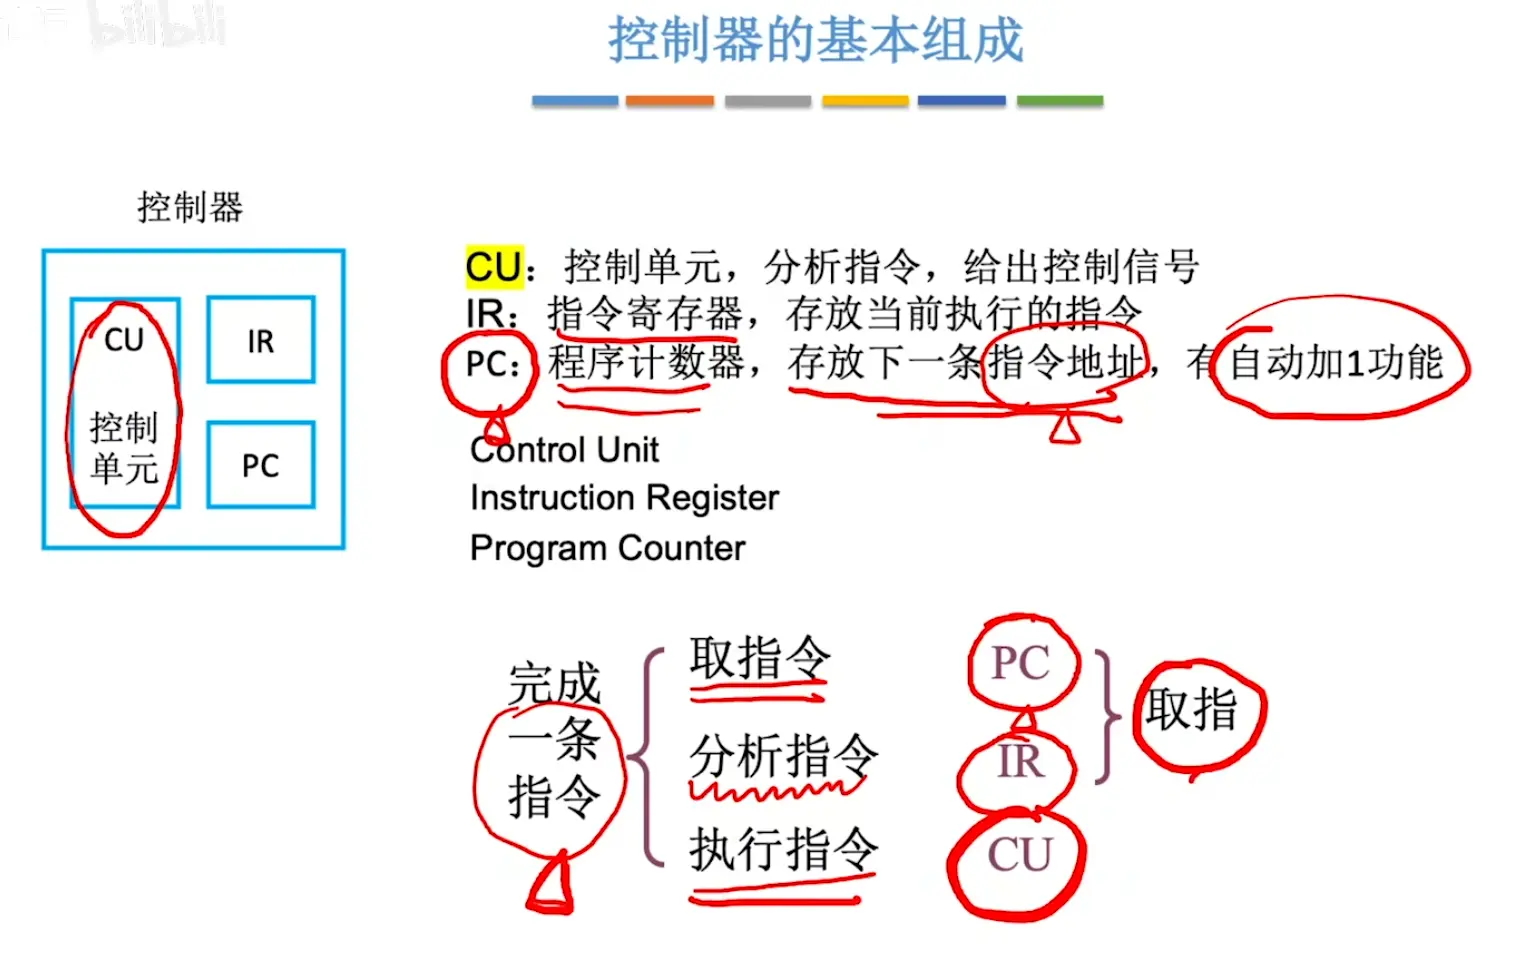 bilibili
控制器的基本组成
控制器
CU
控制
单元
IR
PC
CU：控制单元，分析指令，给出控制信号
IR：指令寄存器，存放当前执行的指令
PC：程序计数器，存放下一条指令地址，有自动加1功能
Control Unit
Instruction Register
Program Counter
完成
一条
指令
取指令
分析指令
执行指令
PC
IR
CU
取指